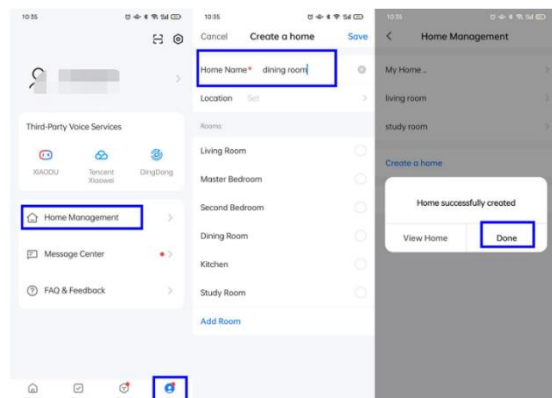 10:35
Third-Party Voice Services
XIAODU
Tencent Xiaowei
DingDong
Home Management
Message Center
FAQ & Feedback
10:35
Cancel Create a home Save
Home Name* dining room
Location Set
Rooms:
Living Room
Master Bedroom
Second Bedroom
Dining Room
Kitchen
Study Room
Add Room
10:35
Home Management
My Home ..
living room
study room
Create a home
Home successfully created
View Home Done